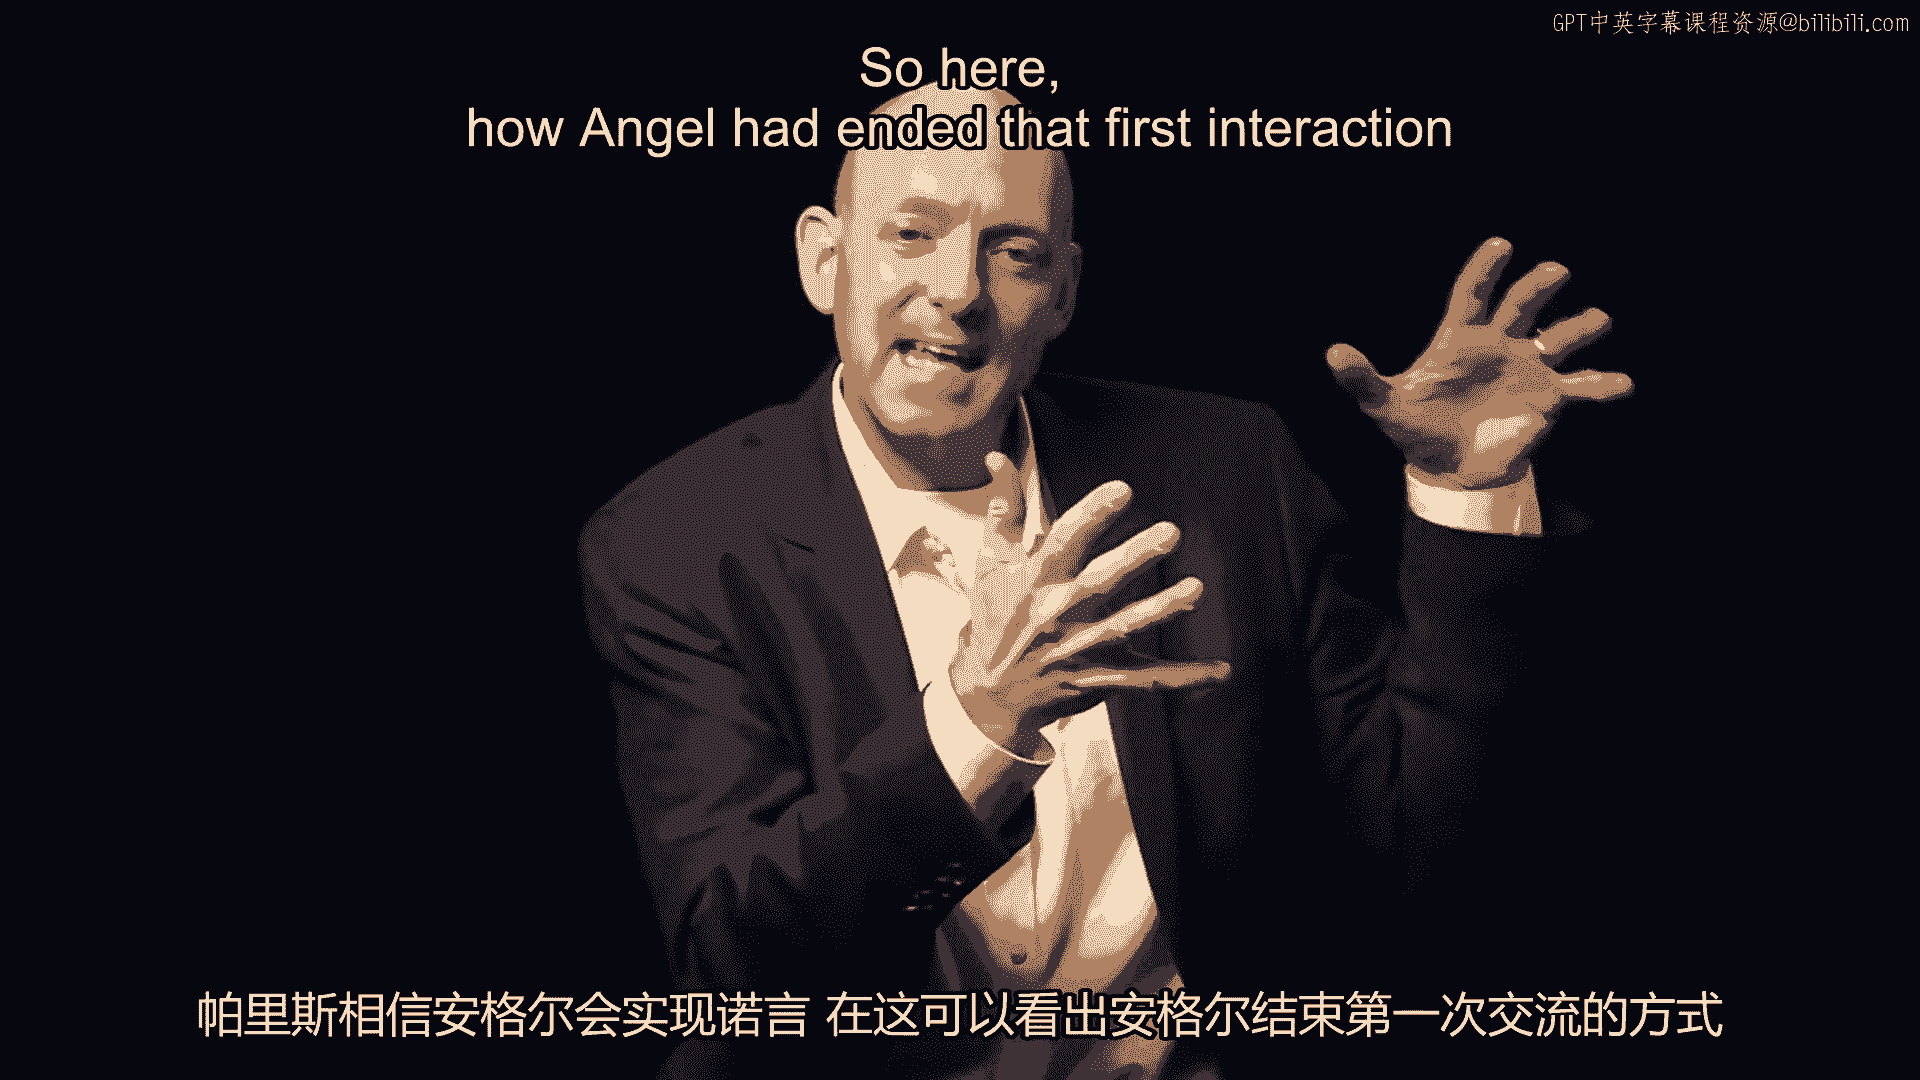 GPT中英字幕课程资源@bilibili.com
So here,
how Angel had ended that first interaction
帕里斯相信安格尔会实现诺言 在这可以看出安格尔结束第一次交流的方式